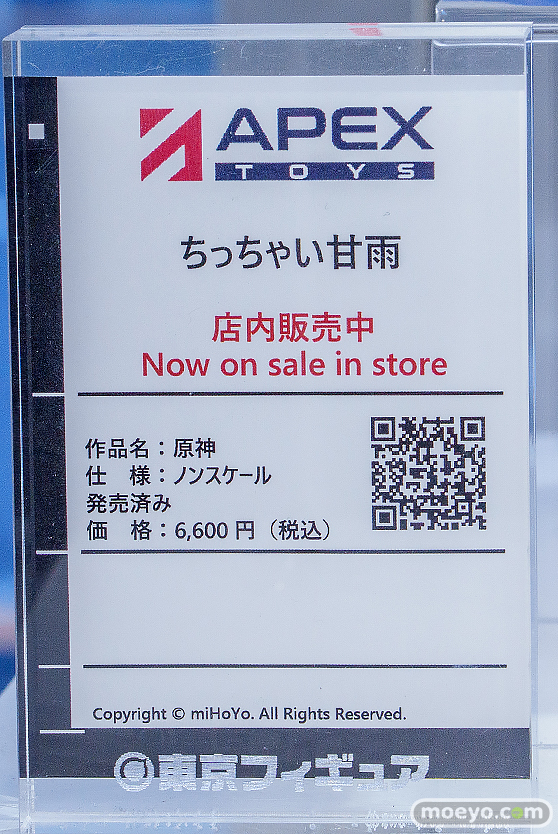 APEX
TOYS
ちっちゃい甘雨
店内販売中
Now on sale in store
作品名：原神
仕　様：ノンスケール
発売済み
価　格：6,600 円（税込）
Copyright © miHoYo. All Rights Reserved.
東京フィギュア
moeyo.com